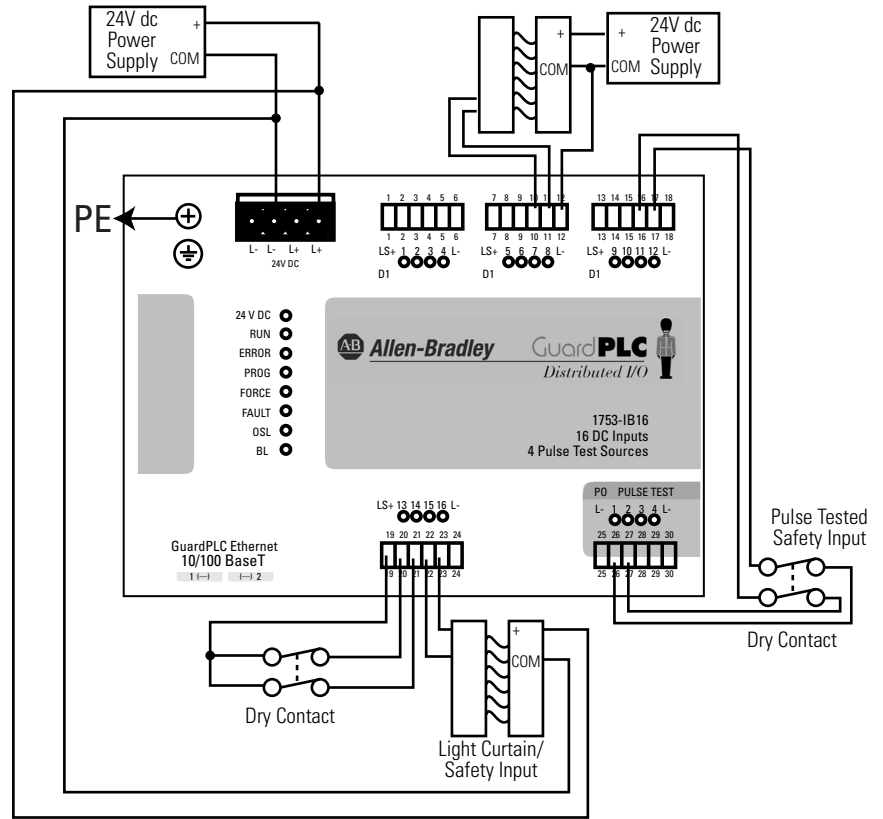 24V dc
Power
Supply
+
COM
+
COM
+
COM
24V dc
Power
Supply
PE
L- L- L+ L+
24V DC
1 2 3 4 5 6
1 2 3 4 5 6
LS+ 1 2 3 4 L-
D1
7 8 9 10 11 12
7 8 9 10 11 12
LS+ 5 6 7 8 L-
D1
13 14 15 16 17 18
13 14 15 16 17 18
LS+ 9 10 11 12 L-
D1
24 V DC
RUN
ERROR
PROG
FORCE
FAULT
OSL
BL
AB Allen-Bradley
GuardPLC
Distributed I/O
1753-IB16
16 DC Inputs
4 Pulse Test Sources
LS+ 13 14 15 16 L-
19 20 21 22 23 24
19 20 21 22 23 24
PO PULSE TEST
L- 1 2 3 4 L-
25 26 27 28 29 30
25 26 27 28 29 30
GuardPLC Ethernet
10/100 BaseT
1 (—) (—) 2
Pulse Tested
Safety Input
Dry Contact
Dry Contact
+
COM
Light Curtain/
Safety Input